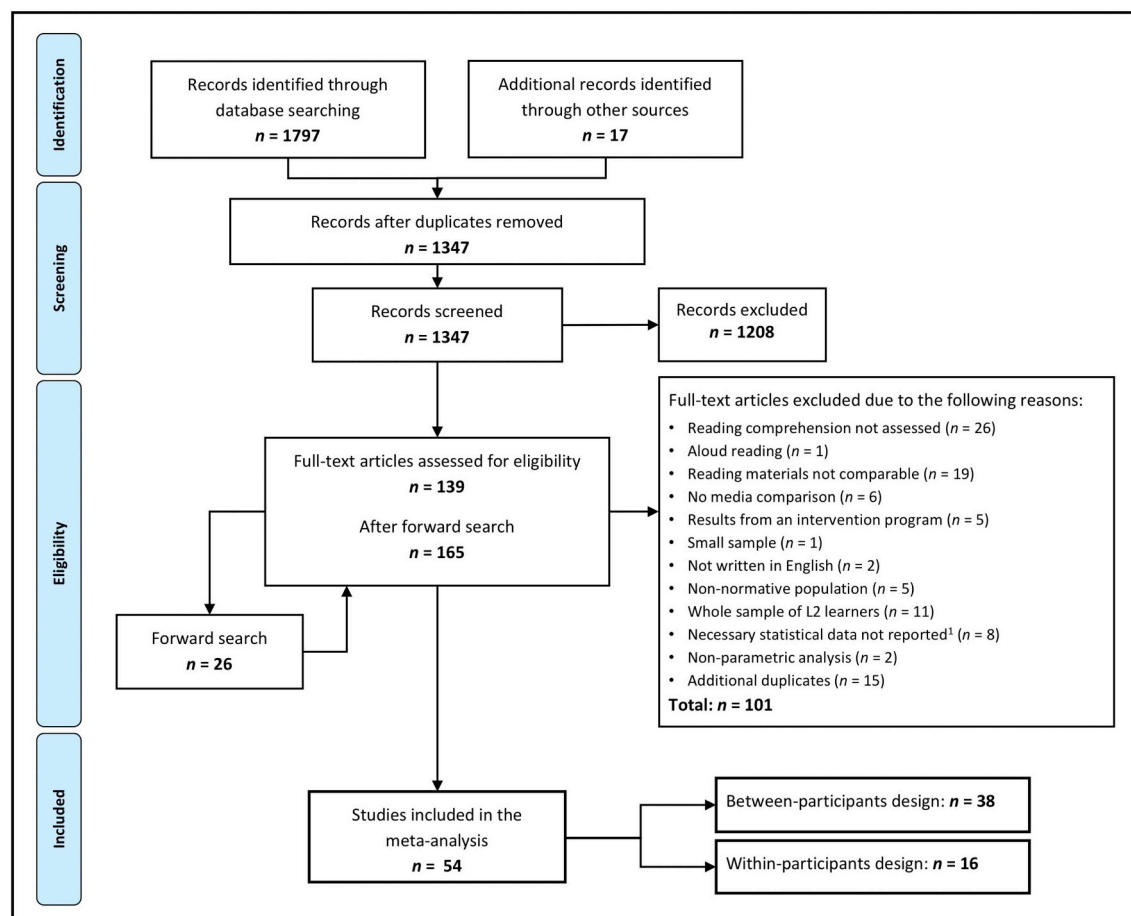 Identification
Records identified through
database searching
n = 1797
Additional records identified
through other sources
n = 17
Screening
Records after duplicates removed
n = 1347
Records screened
n = 1347
Records excluded
n = 1208
Eligibility
Full-text articles assessed for eligibility
n = 139
After forward search
n = 165
Forward search
n = 26
Full-text articles excluded due to the following reasons:
• Reading comprehension not assessed (n = 26)
• Aloud reading (n = 1)
• Reading materials not comparable (n = 19)
• No media comparison (n = 6)
• Results from an intervention program (n = 5)
• Small sample (n = 1)
• Not written in English (n = 2)
• Non-normative population (n = 5)
• Whole sample of L2 learners (n = 11)
• Necessary statistical data not reported¹ (n = 8)
• Non-parametric analysis (n = 2)
• Additional duplicates (n = 15)
Total: n = 101
Included
Studies included in the
meta-analysis
n = 54
Between-participants design: n = 38
Within-participants design: n = 16